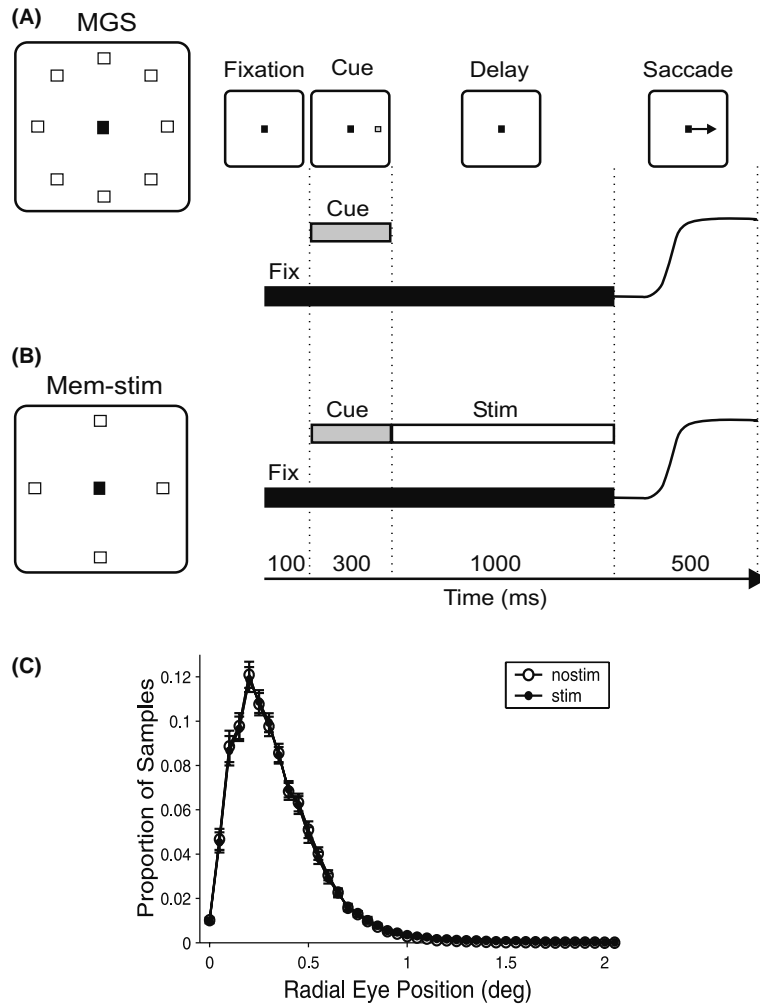 (A)
MGS
Fixation Cue Delay Saccade
Cue
Fix
(B)
Mem-stim
Cue Stim
Fix
100 300 1000 500
Time (ms)
(C)
nostim
stim
0.12
0.1
0.08
0.06
0.04
0.02
0
Proportion of Samples
0 0.5 1 1.5 2
Radial Eye Position (deg)